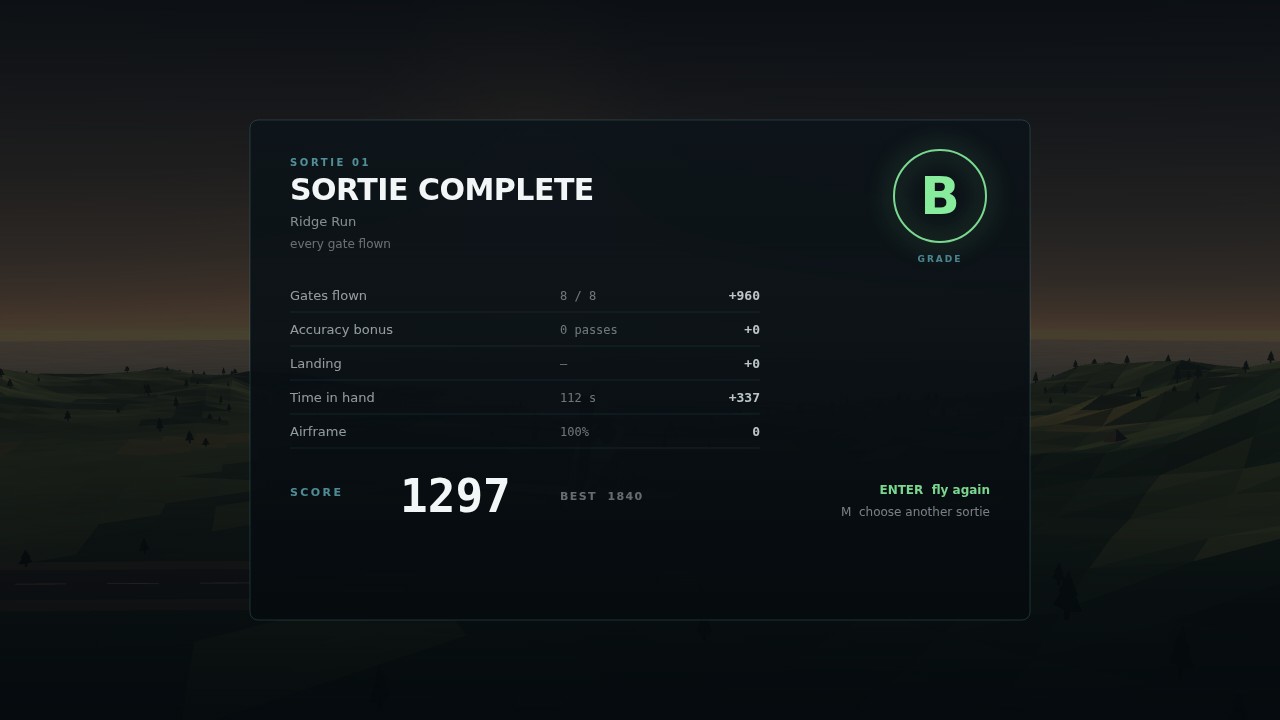 SORTIE 01
SORTIE COMPLETE
Ridge Run
every gate flown
B
GRADE
Gates flown 8 / 8 +960
Accuracy bonus 0 passes +0
Landing — +0
Time in hand 112 s +337
Airframe 100% 0
SCORE 1297 BEST 1840
ENTER fly again
M choose another sortie